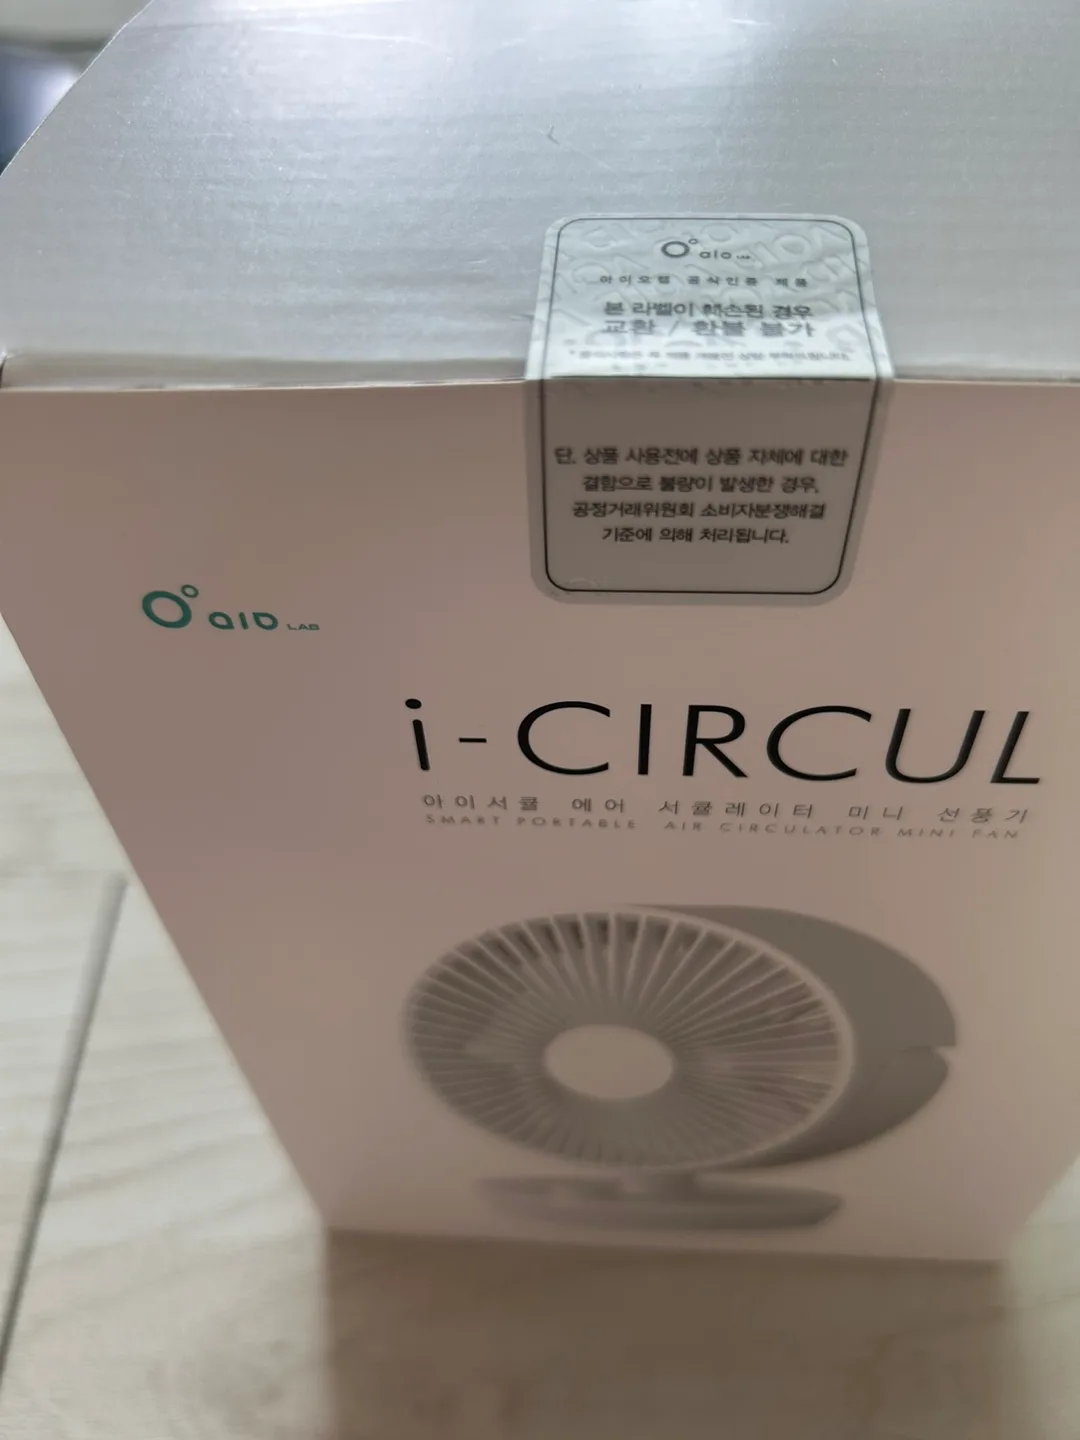 aio LAB
아이오랩 공식인증 제품
본 라벨이 훼손된 경우
교환 / 환불 불가
단, 상품 사용전에 상품 자체에 대한
결함으로 불량이 발생한 경우,
공정거래위원회 소비자분쟁해결
기준에 의해 처리됩니다.
aio LAB
i-CIRCUL
아이서큘 에어 서큘레이터 미니 선풍기
SMART PORTABLE AIR CIRCULATOR MINI FAN